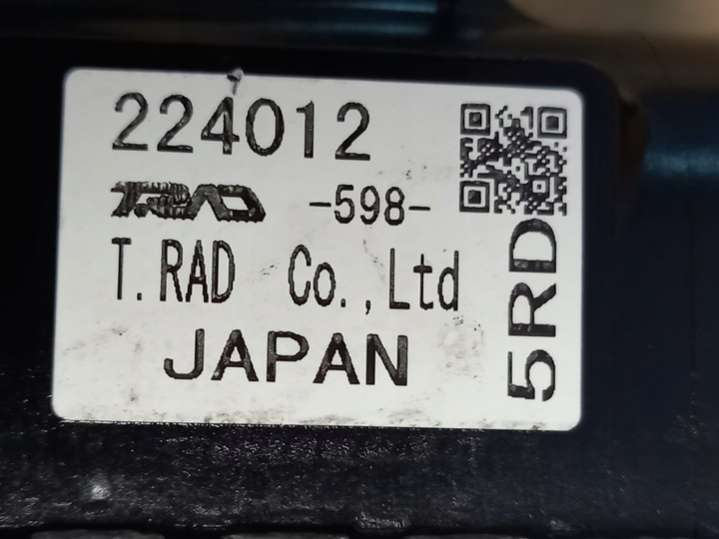 224012
TRAD -598-
T.RAD Co.,Ltd
JAPAN
5RD